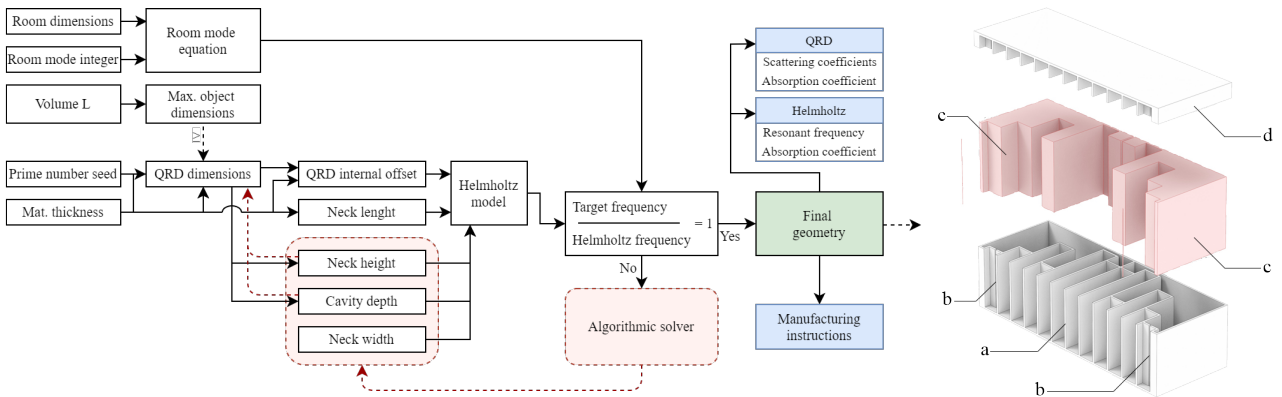 Room dimensions
Room mode integer
Room mode
equation
Volume L
Max. object
dimensions
Prime number seed
QRD dimensions
Mat. thickness
QRD internal offset
Neck lenght
Neck height
Cavity depth
Neck width
Helmholtz
model
Target frequency
Helmholtz frequency
= 1
Yes
No
Algorithmic solver
QRD
Scattering coefficients
Absorption coefficient
Helmholtz
Resonant frequency
Absorption coefficient
Final
geometry
Manufacturing
instructions
c
d
c
b
a
b